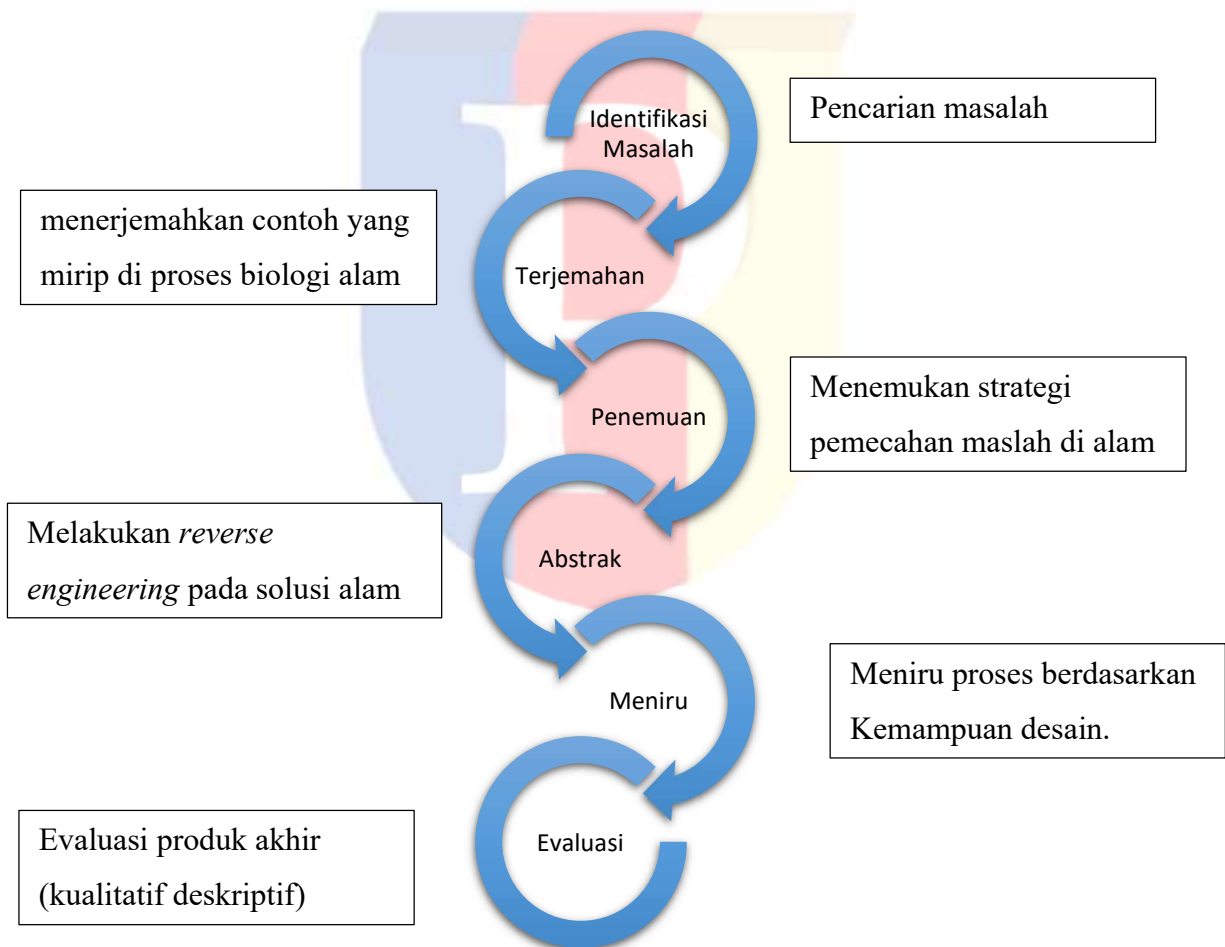 Identifikasi
Masalah
Pencarian masalah
menerjemahkan contoh yang
mirip di proses biologi alam
Terjemahan
Penemuan
Menemukan strategi
pemecahan maslah di alam
Melakukan reverse
engineering pada solusi alam
Abstrak
Meniru
Meniru proses berdasarkan
Kemampuan desain.
Evaluasi produk akhir
(kualitatif deskriptif)
Evaluasi